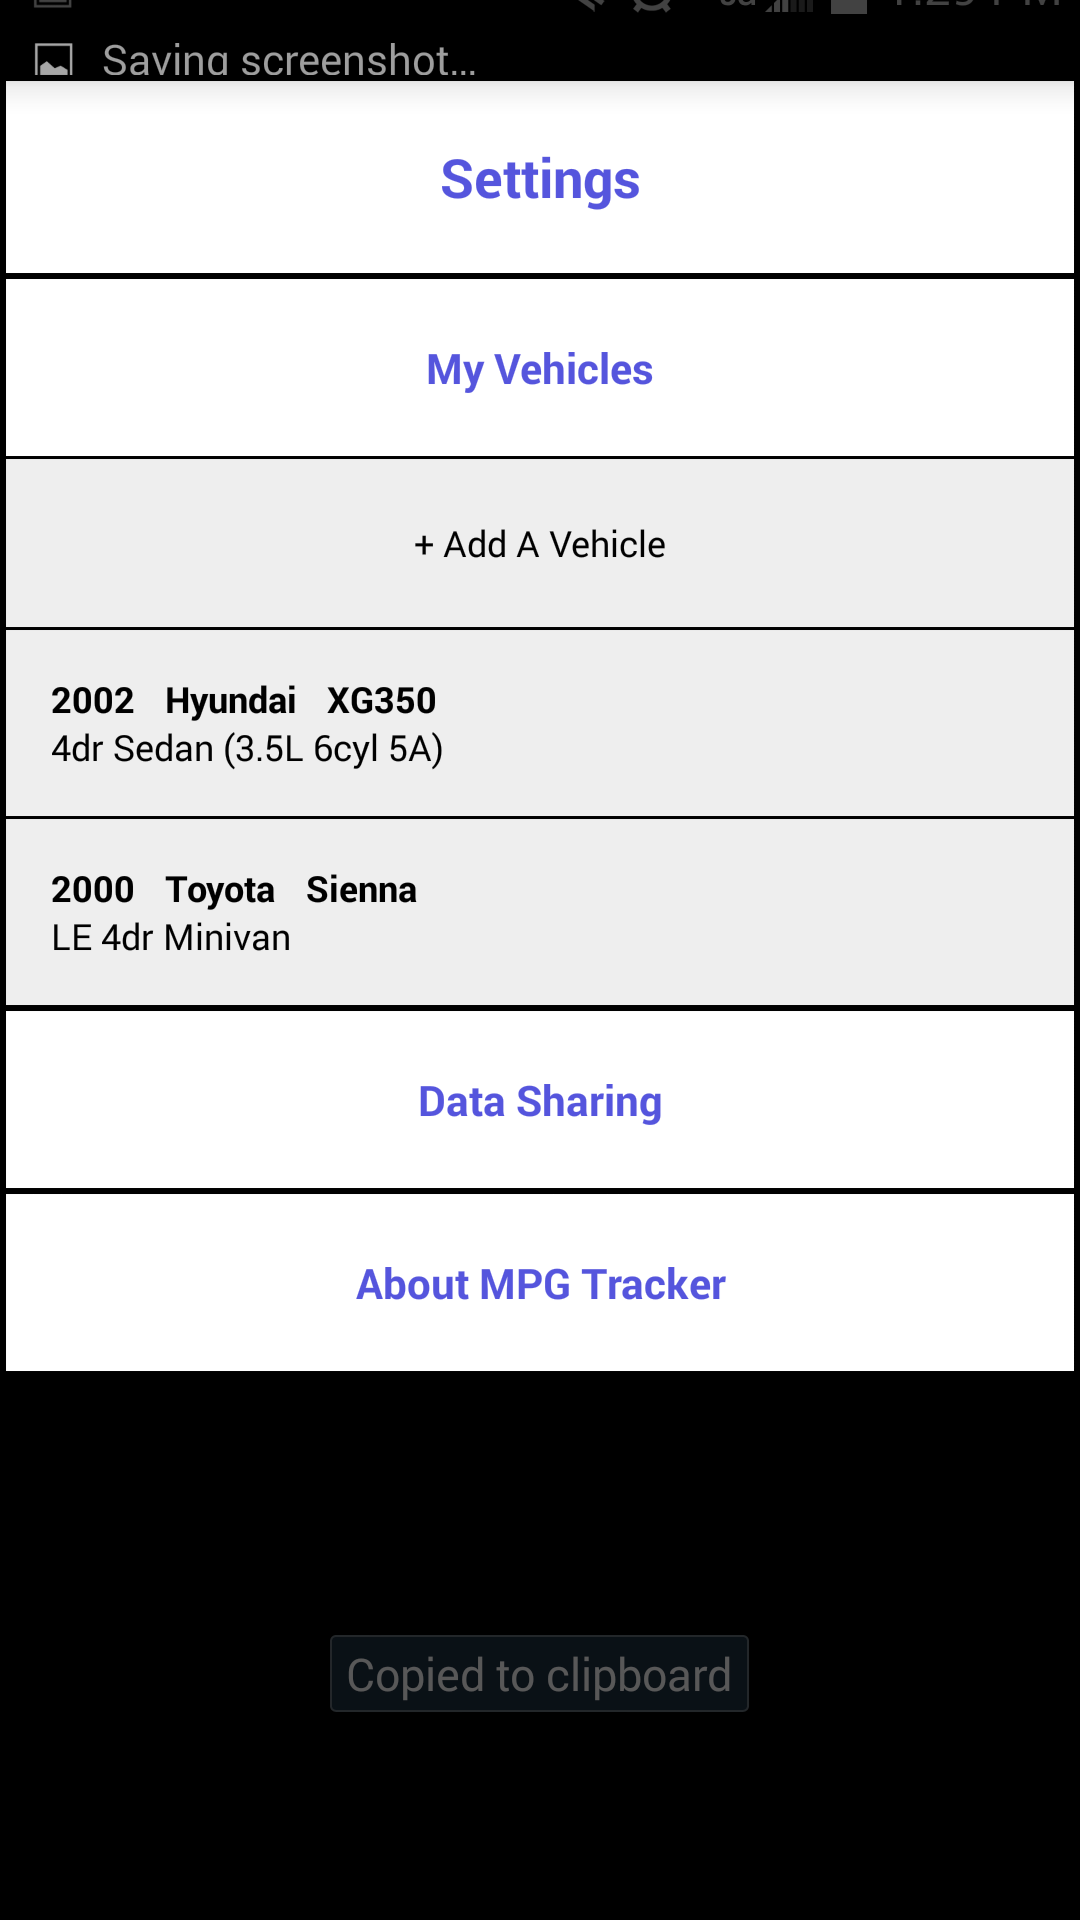 Saving screenshot...
Settings
My Vehicles
+ Add A Vehicle
2002 Hyundai XG350
4dr Sedan (3.5L 6cyl 5A)
2000 Toyota Sienna
LE 4dr Minivan
Data Sharing
About MPG Tracker
Copied to clipboard